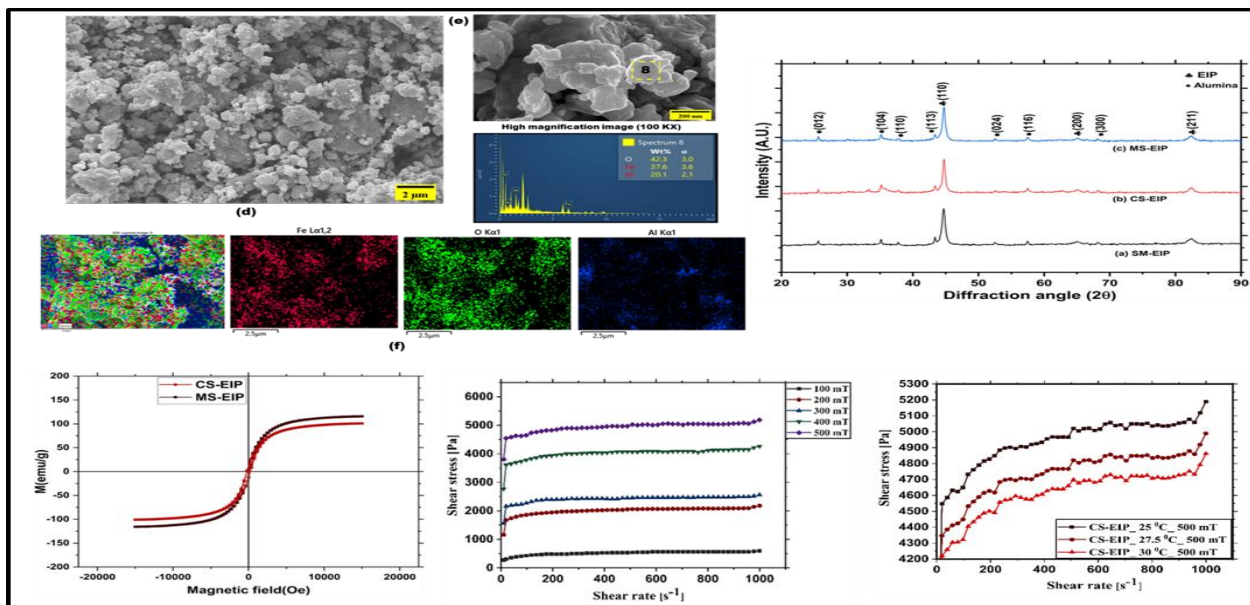 (e)
8
200 nm
High magnification image (100 KX)
2 μm
(d)
Spectrum 8
Wt% σ
O 42.3 3.0
Fe 37.6 3.6
Al 20.1 2.1
Fe Lα1,2
O Kα1
Al Kα1
2.5μm
2.5μm
2.5μm
(f)
EIP
Alumina
(012)
(104)
(110)
(113)
(110)
(024)
(116)
(200)
(300)
(211)
(c) MS-EIP
(b) CS-EIP
(a) SM-EIP
Intensity (A.U.)
20 30 40 50 60 70 80 90
Diffraction angle (2θ)
200
150
100
50
0
-50
-100
-150
-200
M(emu/g)
CS-EIP
MS-EIP
-20000 -10000 0 10000 20000
Magnetic field(Oe)
6000
5000
4000
3000
2000
1000
0
Shear stress [Pa]
100 mT
200 mT
300 mT
400 mT
500 mT
0 200 400 600 800 1000
Shear rate [s⁻¹]
5300
5200
5100
5000
4900
4800
4700
4600
4500
4400
4300
4200
Shear stress [Pa]
CS-EIP_ 25 ⁰C_ 500 mT
CS-EIP_ 27.5 ⁰C_ 500 mT
CS-EIP_ 30 ⁰C_ 500 mT
0 200 400 600 800 1000
Shear rate [s⁻¹]